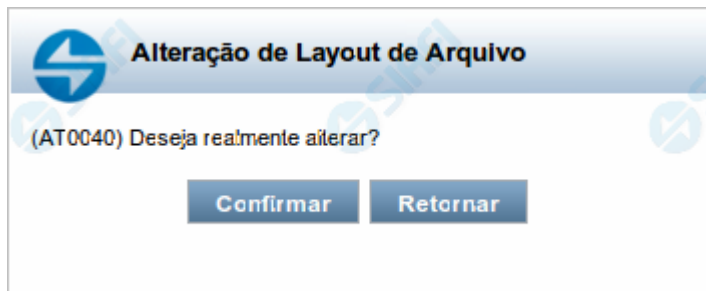 Alteração de Layout de Arquivo
(AT0040) Deseja realmente alterar?
Confirmar Retornar